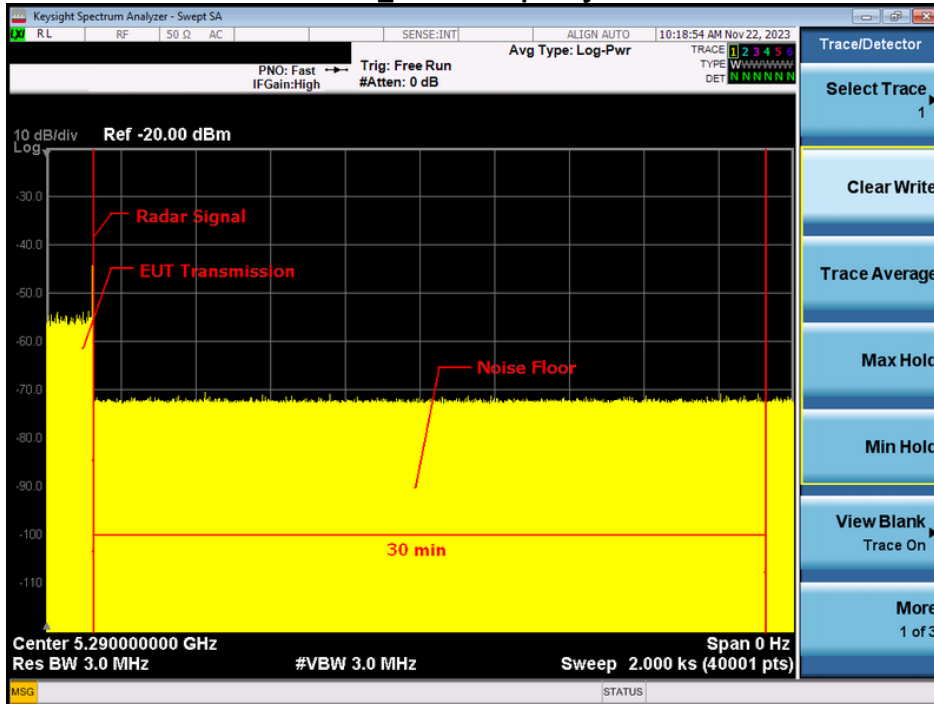 Keysight Spectrum Analyzer - Swept SA
LXI RL RF 50 Ω AC SENSE:INT ALIGN AUTO 10:18:54 AM Nov 22, 2023
Avg Type: Log-Pwr TRACE 1 2 3 4 5 6
PNO: Fast Trig: Free Run TYPE WWWWWW
IFGain:High #Atten: 0 dB DET N N N N N N
10 dB/div Ref -20.00 dBm
Log
-30.0
Radar Signal
-40.0
EUT Transmission
-50.0
-60.0
Noise Floor
-70.0
-80.0
-90.0
-100
30 min
-110
Center 5.290000000 GHz Span 0 Hz
Res BW 3.0 MHz #VBW 3.0 MHz Sweep 2.000 ks (40001 pts)
MSG STATUS
Trace/Detector
Select Trace
1
Clear Write
Trace Average
Max Hold
Min Hold
View Blank
Trace On
More
1 of 3